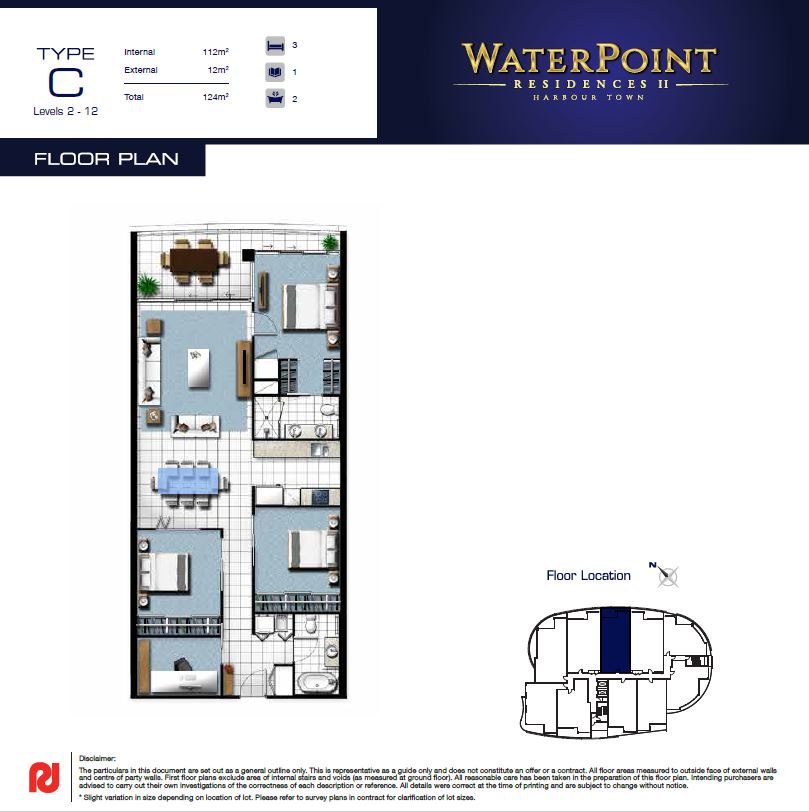 TYPE
C
Levels 2 - 12
Internal 112m²
External 12m²
Total 124m²
3
1
2
WATERPOINT
RESIDENCES II
HARBOUR TOWN
FLOOR PLAN
Floor Location
N
Disclaimer:
The particulars in this document are set out as a general outline only. This is representative as a guide only and does not constitute an offer or a contract. All floor areas measured to outside face of external walls
and centre of party walls. First floor plans exclude area of internal stairs and voids (as measured at ground floor). All reasonable care has been taken in the preparation of this floor plan. Intending purchasers are
advised to carry out their own investigations of the correctness of each description or reference. All details were correct at the time of printing and are subject to change without notice.
* Slight variation in size depending on location of lot. Please refer to survey plans in contract for clarification of lot sizes.